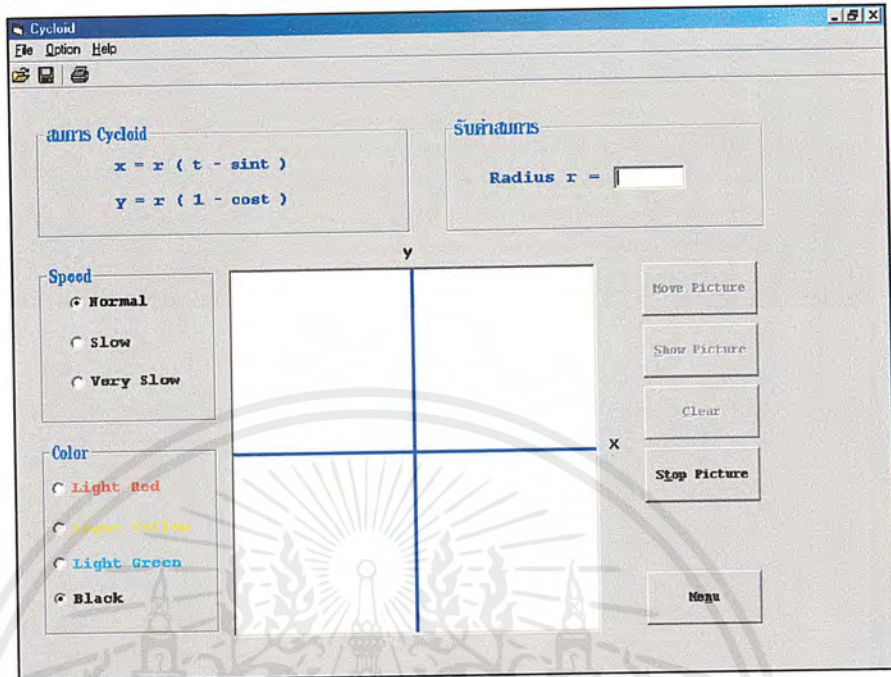 Cycloid
File Option Help
สมการ Cycloid
x = r ( t - sint )
y = r ( 1 - cost )
รับค่าสมการ
Radius r =
y
Speed
Normal
Slow
Very Slow
Move Picture
Show Picture
Clear
Stop Picture
x
Color
Light Red
Light Yellow
Light Green
Black
Menu